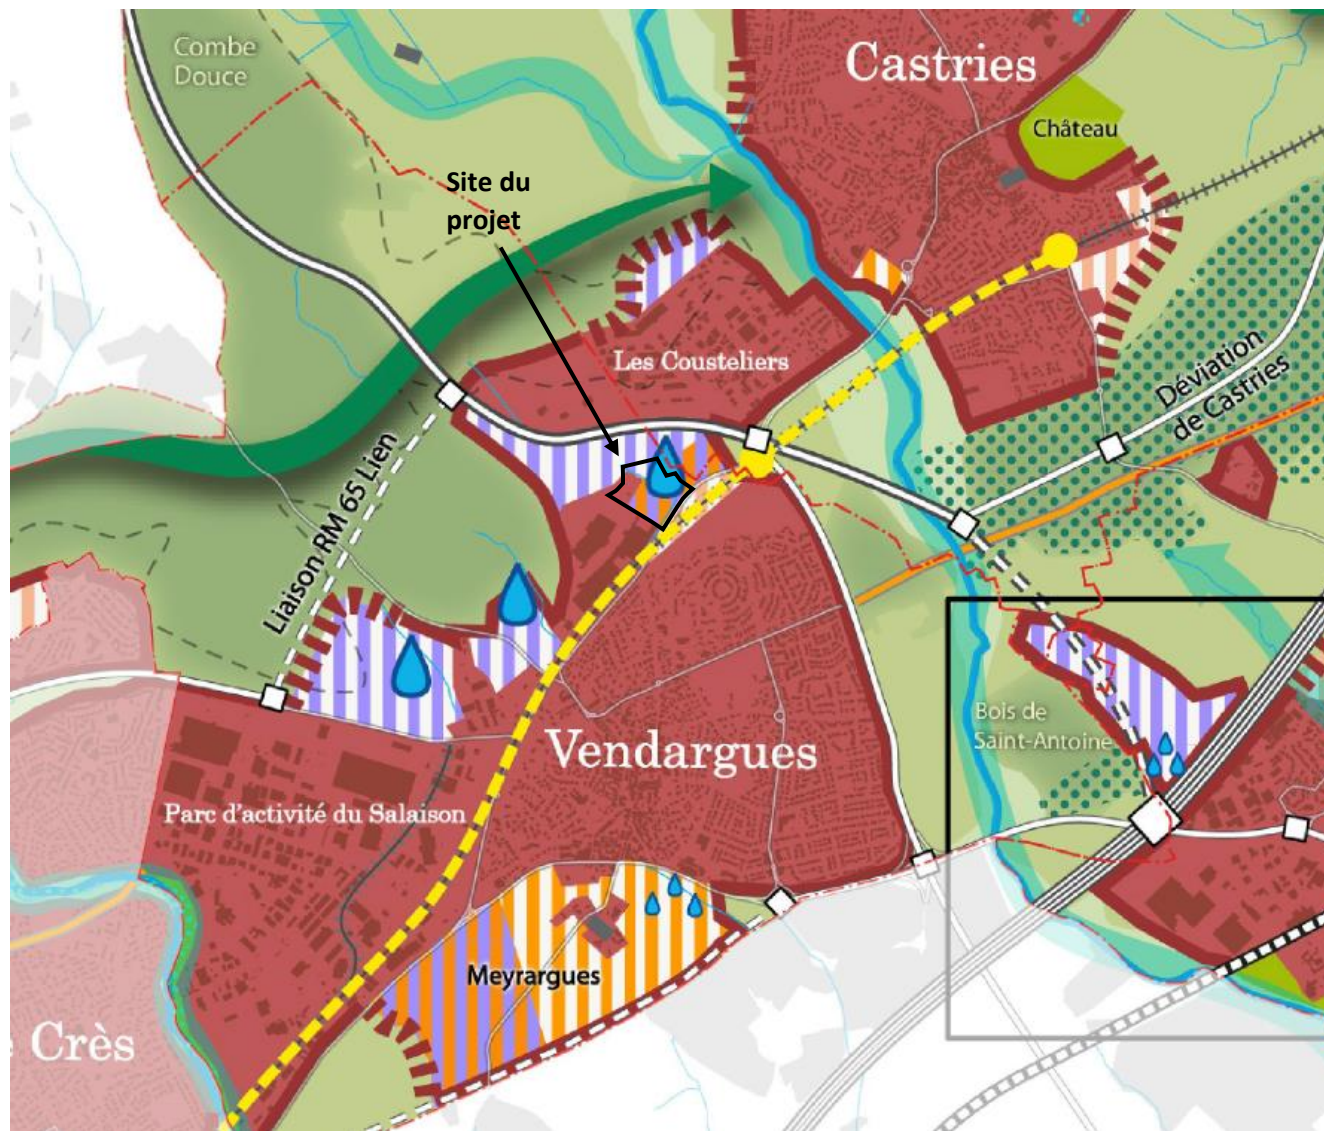 Combe
Douce
Castries
Château
Site du
projet
Les Cousteliers
Déviation
de Castries
Liaison RM 65 Lien
Bois de
Saint-Antoine
Vendargues
Parc d'activité du Salaison
Meyrargues
Crès